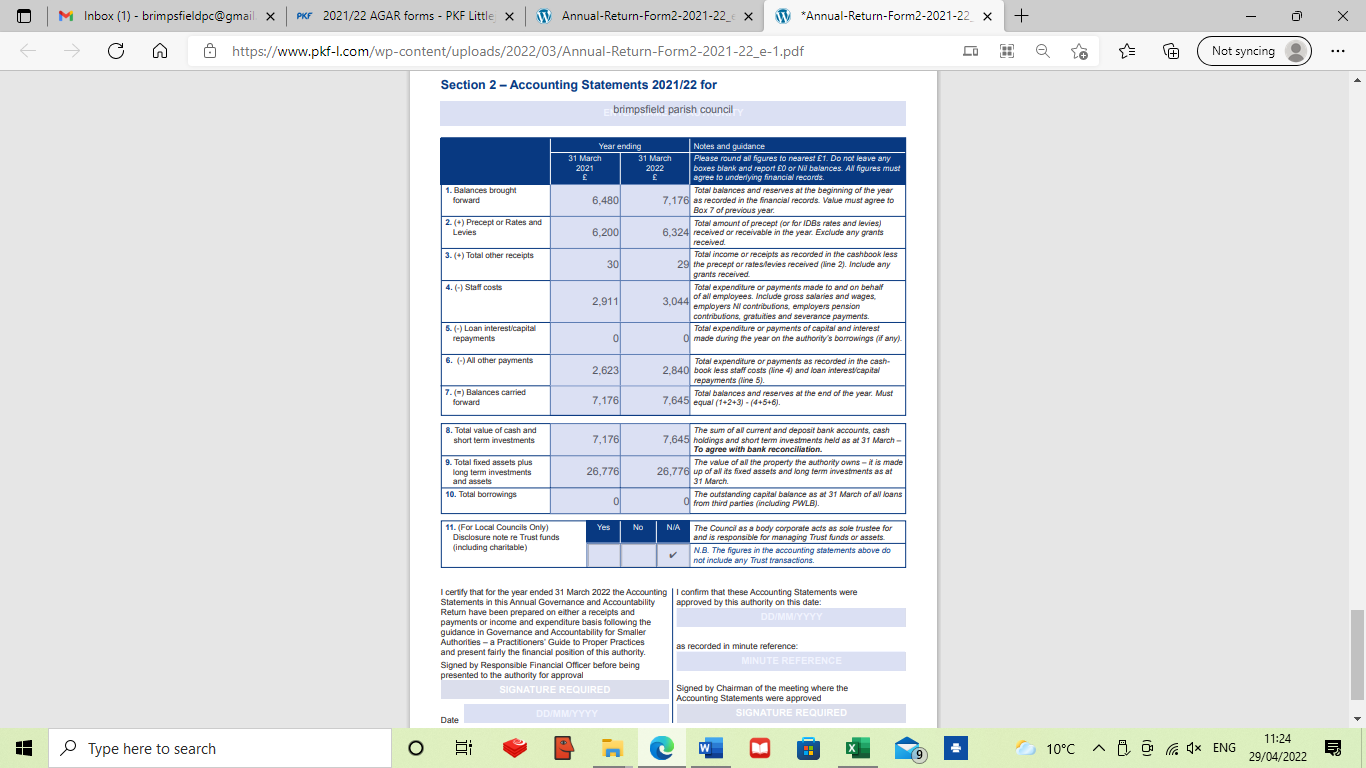 Inbox (1) - brimpsfieldpc@gmail
2021/22 AGAR forms - PKF Little
Annual-Return-Form2-2021-22_e
*Annual-Return-Form2-2021-22_
https://www.pkf-l.com/wp-content/uploads/2022/03/Annual-Return-Form2-2021-22_e-1.pdf
Not syncing
Section 2 – Accounting Statements 2021/22 for
brimpsfield parish council
Year ending
Notes and guidance
31 March
2021
£
31 March
2022
£
Please round all figures to nearest £1. Do not leave any
boxes blank and report £0 or Nil balances. All figures must
agree to underlying financial records.
1. Balances brought
forward
6,480
7,176
Total balances and reserves at the beginning of the year
as recorded in the financial records. Value must agree to
Box 7 of previous year.
2. (+) Precept or Rates and
Levies
6,200
6,324
Total amount of precept (or for IDBs rates and levies)
received or receivable in the year. Exclude any grants
received.
3. (+) Total other receipts
30
29
Total income or receipts as recorded in the cashbook less
the precept or rates/levies received (line 2). Include any
grants received.
4. (-) Staff costs
2,911
3,044
Total expenditure or payments made to and on behalf
of all employees. Include gross salaries and wages,
employers NI contributions, employers pension
contributions, gratuities and severance payments.
5. (-) Loan interest/capital
repayments
0
0
Total expenditure or payments of capital and interest
made during the year on the authority's borrowings (if any).
6. (-) All other payments
2,623
2,840
Total expenditure or payments as recorded in the cash-
book less staff costs (line 4) and loan interest/capital
repayments (line 5).
7. (=) Balances carried
forward
7,176
7,645
Total balances and reserves at the end of the year. Must
equal (1+2+3) - (4+5+6).
8. Total value of cash and
short term investments
7,176
7,645
The sum of all current and deposit bank accounts, cash
holdings and short term investments held as at 31 March –
To agree with bank reconciliation.
9. Total fixed assets plus
long term investments
and assets
26,776
26,776
The value of all the property the authority owns – it is made
up of all its fixed assets and long term investments as at
31 March.
10. Total borrowings
0
0
The outstanding capital balance as at 31 March of all loans
from third parties (including PWLB).
11. (For Local Councils Only)
Disclosure note re Trust funds
(including charitable)
Yes
No
N/A
✔
The Council as a body corporate acts as sole trustee for
and is responsible for managing Trust funds or assets.
N.B. The figures in the accounting statements above do
not include any Trust transactions.
I certify that for the year ended 31 March 2022 the Accounting
Statements in this Annual Governance and Accountability
Return have been prepared on either a receipts and
payments or income and expenditure basis following the
guidance in Governance and Accountability for Smaller
Authorities – a Practitioners' Guide to Proper Practices
and present fairly the financial position of this authority.
Signed by Responsible Financial Officer before being
presented to the authority for approval
SIGNATURE REQUIRED
Date
DD/MM/YYYY
I confirm that these Accounting Statements were
approved by this authority on this date:
DD/MM/YYYY
as recorded in minute reference:
MINUTE REFERENCE
Signed by Chairman of the meeting where the
Accounting Statements were approved
SIGNATURE REQUIRED
Type here to search
9
10°C
ENG
11:24
29/04/2022